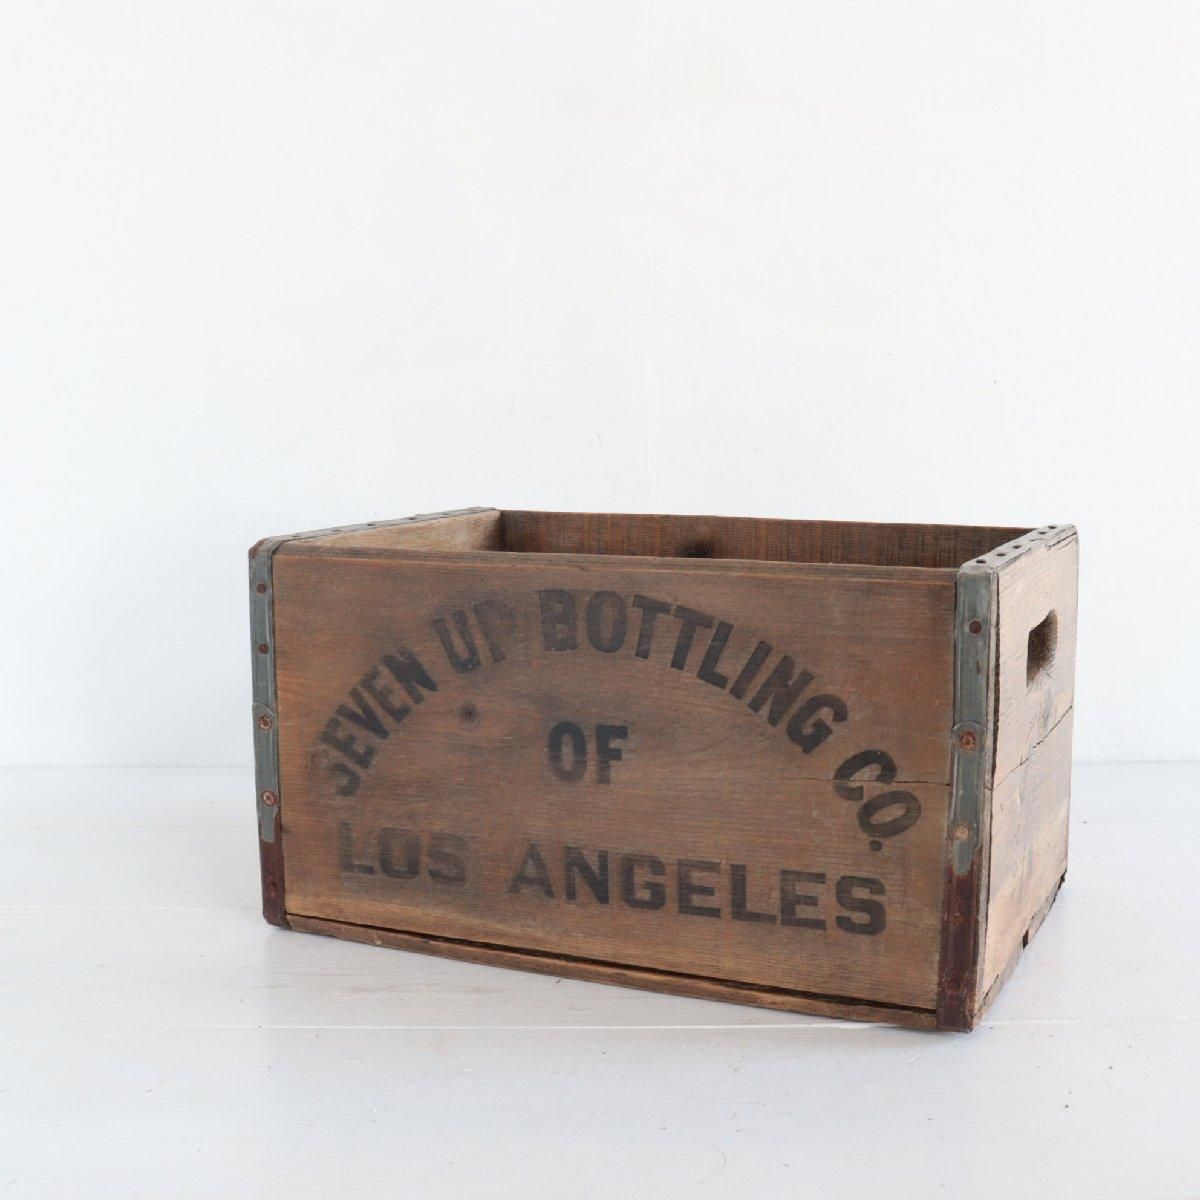 SEVEN UP BOTTLING CO.
OF
LOS ANGELES